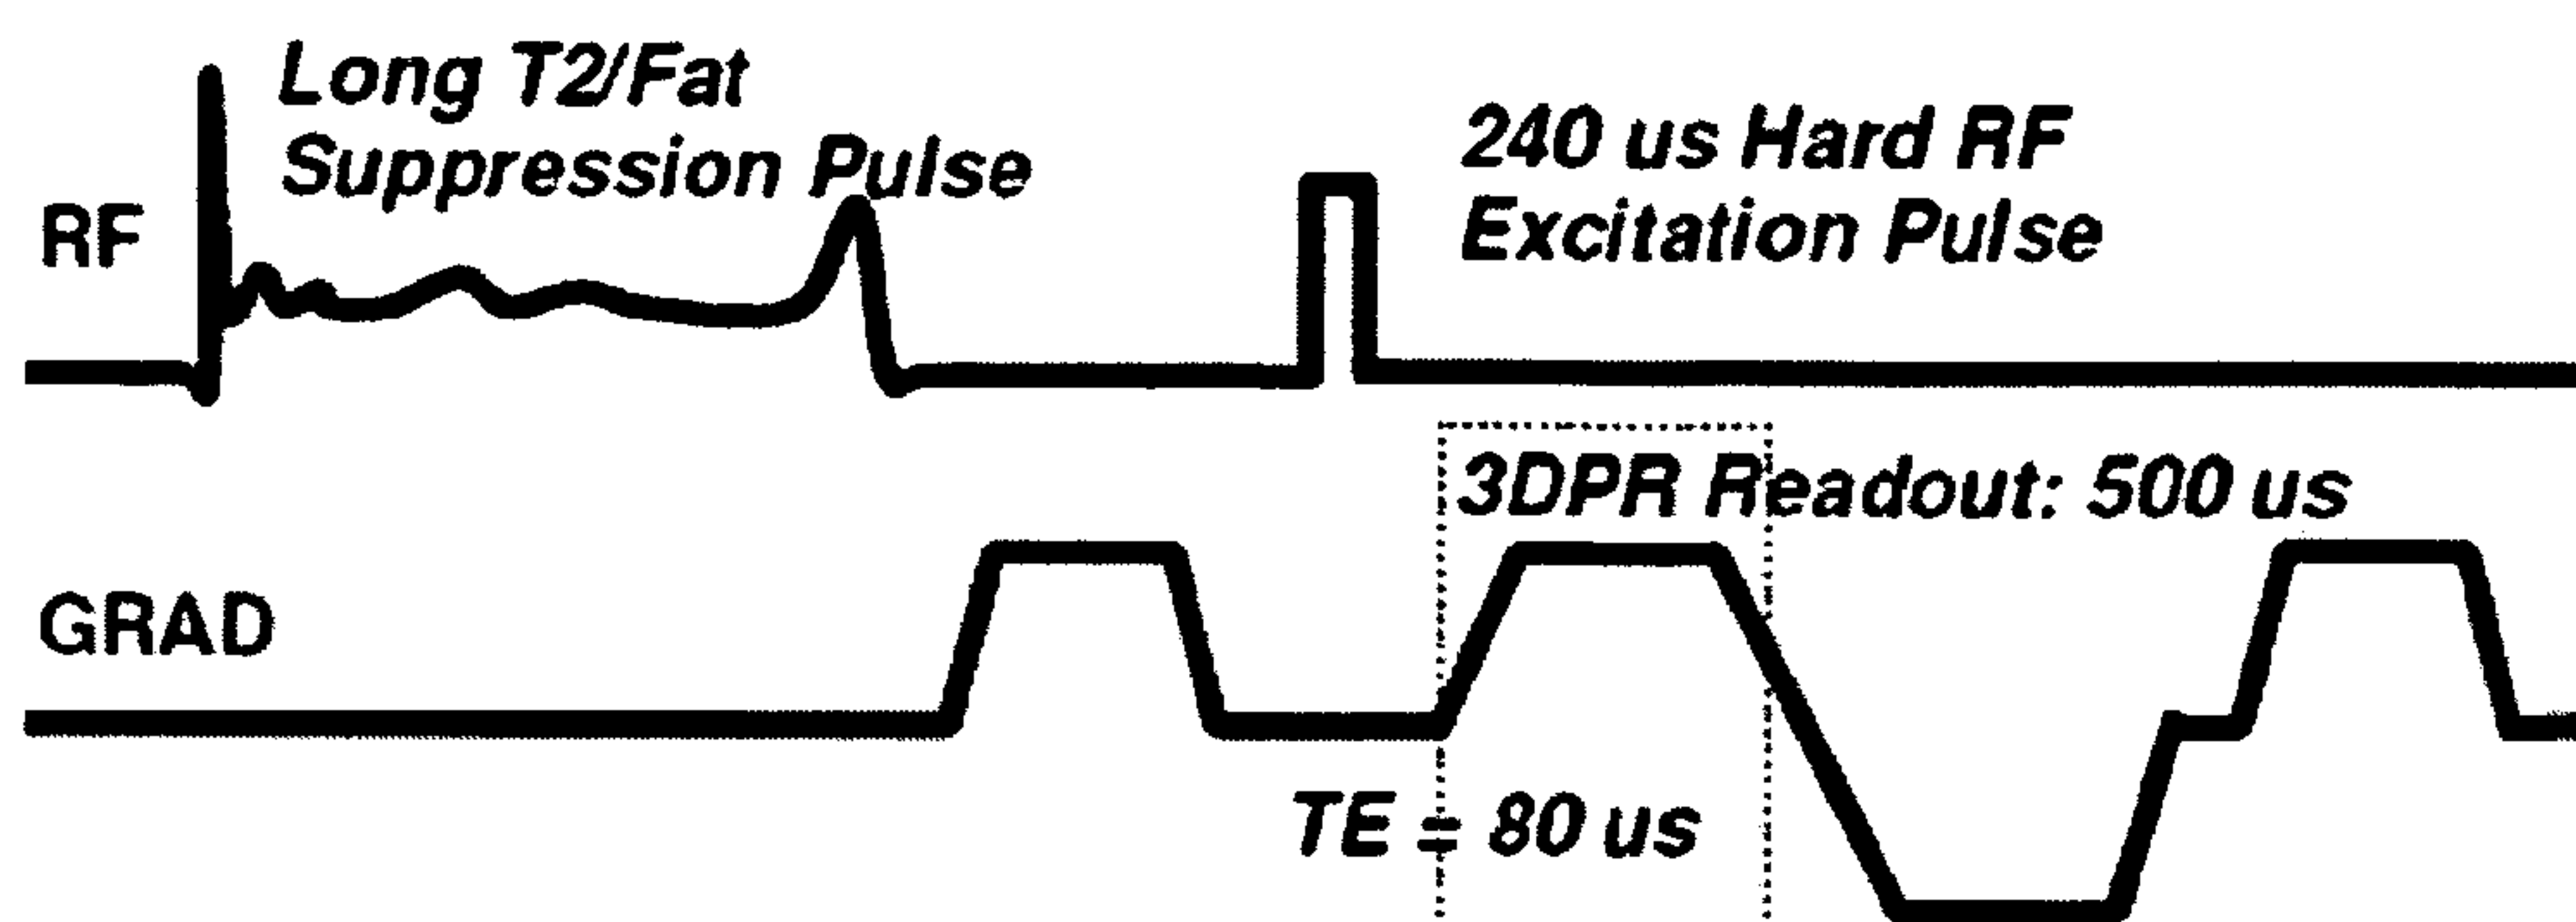 Long T2/Fat
Suppression Pulse
240 us Hard RF
Excitation Pulse
RF
3DPR Readout: 500 us
GRAD
TE = 80 us